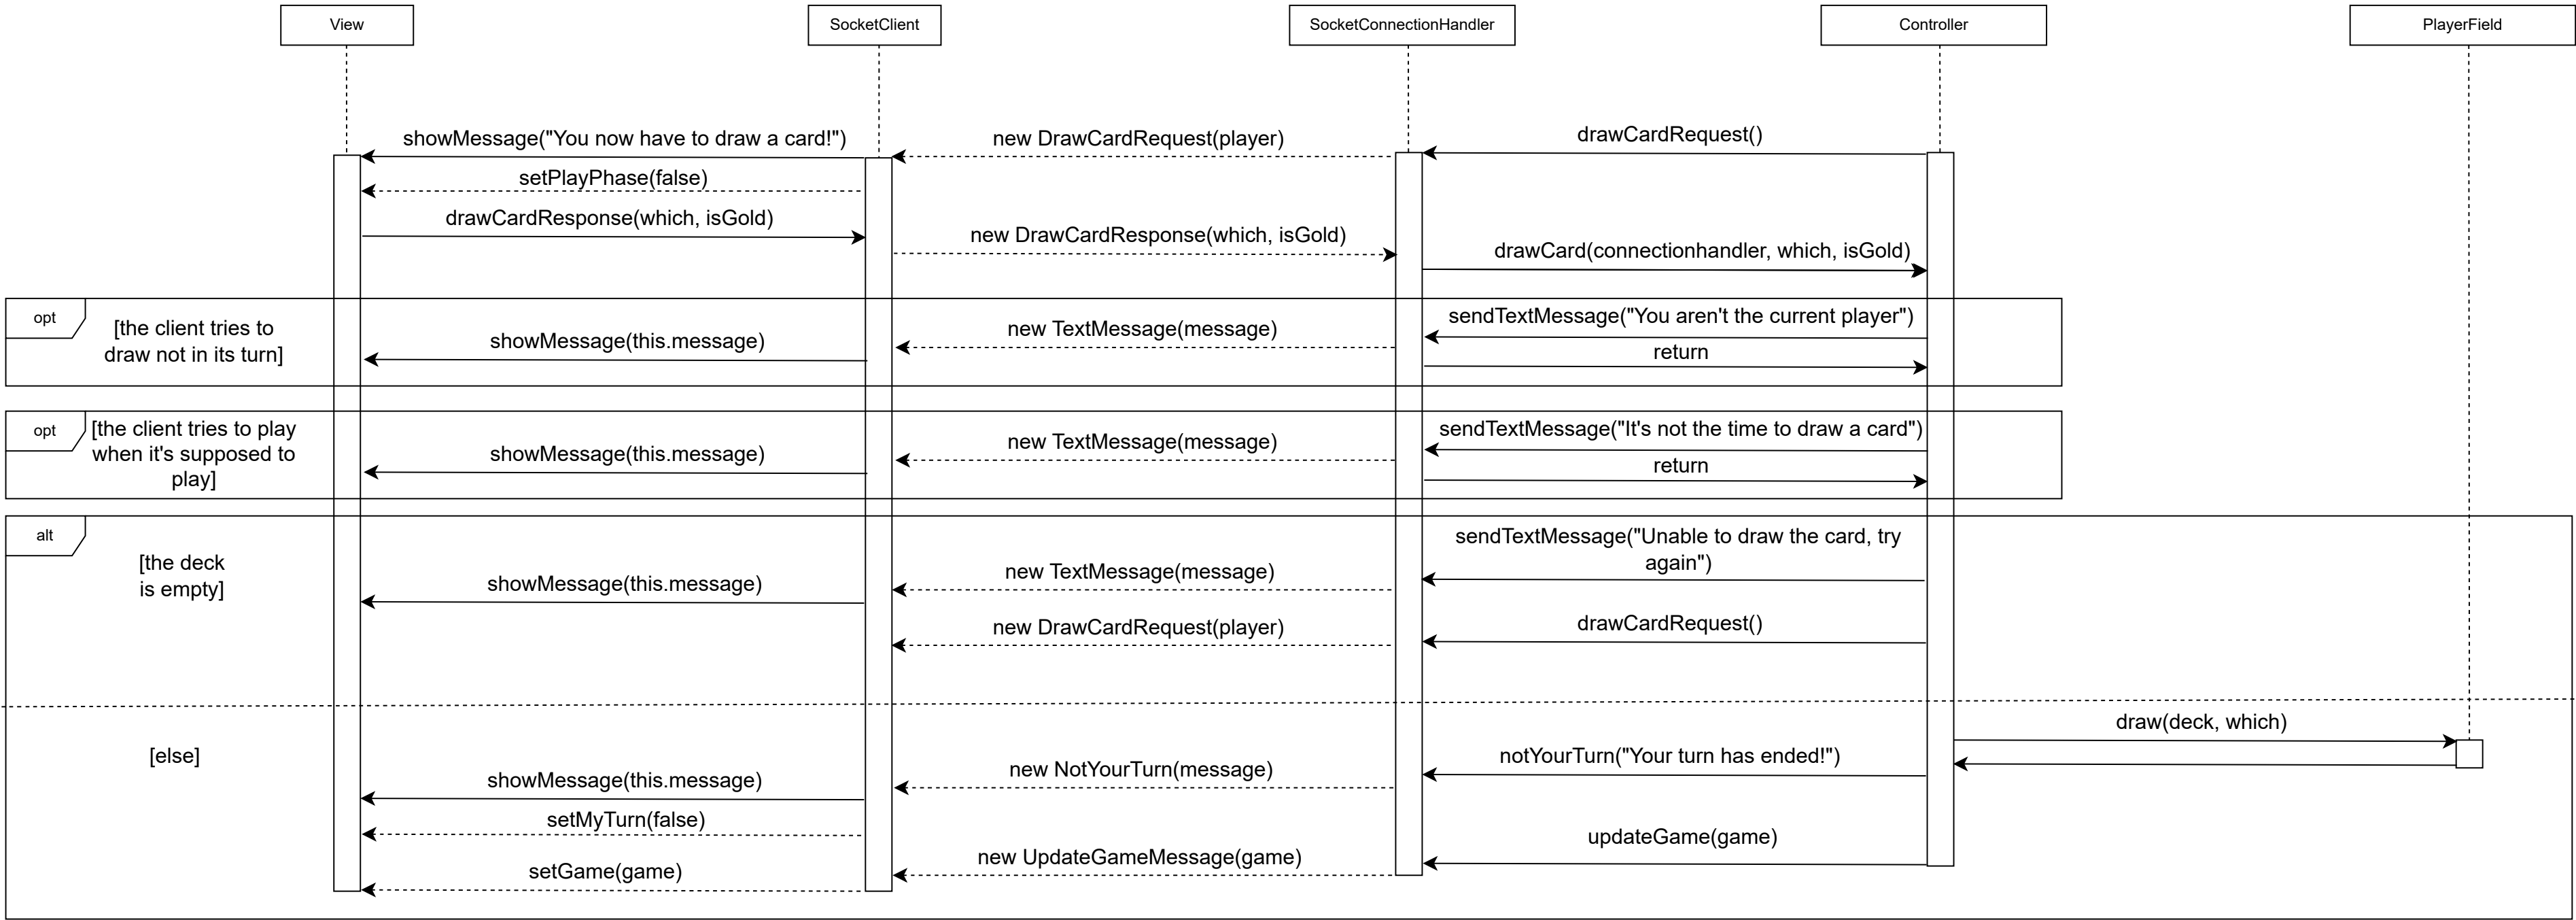 View
SocketClient
SocketConnectionHandler
Controller
PlayerField
showMessage("You now have to draw a card!")
new DrawCardRequest(player)
drawCardRequest()
setPlayPhase(false)
drawCardResponse(which, isGold)
new DrawCardResponse(which, isGold)
drawCard(connectionhandler, which, isGold)
opt
[the client tries to
draw not in its turn]
showMessage(this.message)
new TextMessage(message)
sendTextMessage("You aren't the current player")
return
opt
[the client tries to play
when it's supposed to
play]
showMessage(this.message)
new TextMessage(message)
sendTextMessage("It's not the time to draw a card")
return
alt
[the deck
is empty]
showMessage(this.message)
new TextMessage(message)
sendTextMessage("Unable to draw the card, try
again")
new DrawCardRequest(player)
drawCardRequest()
[else]
draw(deck, which)
notYourTurn("Your turn has ended!")
new NotYourTurn(message)
showMessage(this.message)
setMyTurn(false)
updateGame(game)
new UpdateGameMessage(game)
setGame(game)